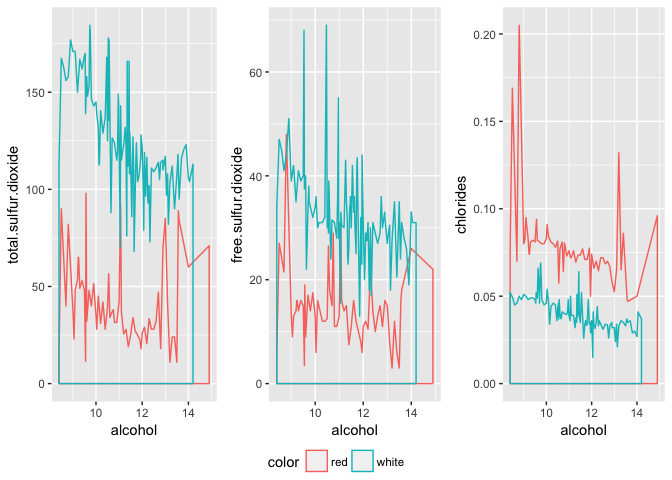 total.sulfur.dioxide
150
100
50
0
10 12 14
alcohol
free.sulfur.dioxide
60
40
20
0
10 12 14
alcohol
chlorides
0.20
0.15
0.10
0.05
0.00
10 12 14
alcohol
color red white